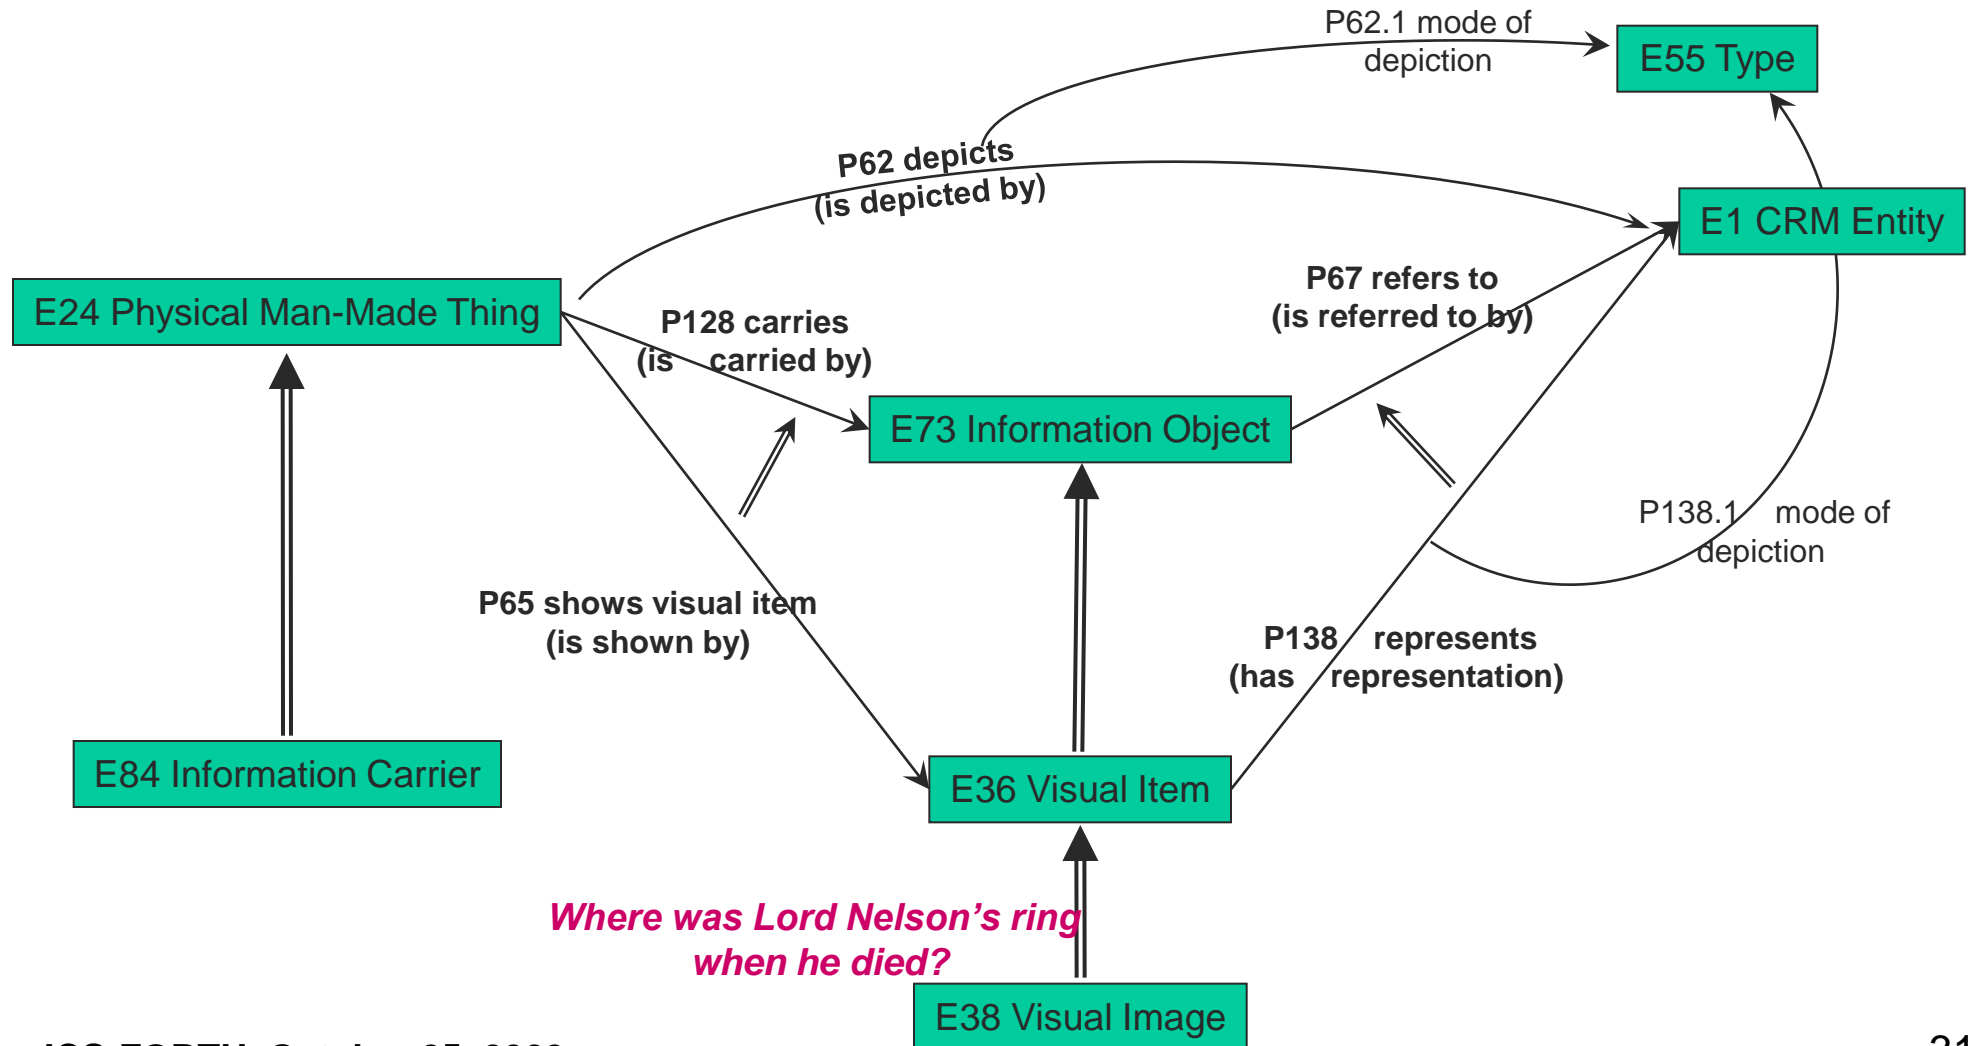 P62.1 mode of
depiction
E55 Type
P62 depicts
(is depicted by)
E1 CRM Entity
E24 Physical Man-Made Thing
P128 carries
(is carried by)
P67 refers to
(is referred to by)
E73 Information Object
P138.1 mode of
depiction
P65 shows visual item
(is shown by)
P138 represents
(has representation)
E84 Information Carrier
E36 Visual Item
Where was Lord Nelson's ring
when he died?
E38 Visual Image